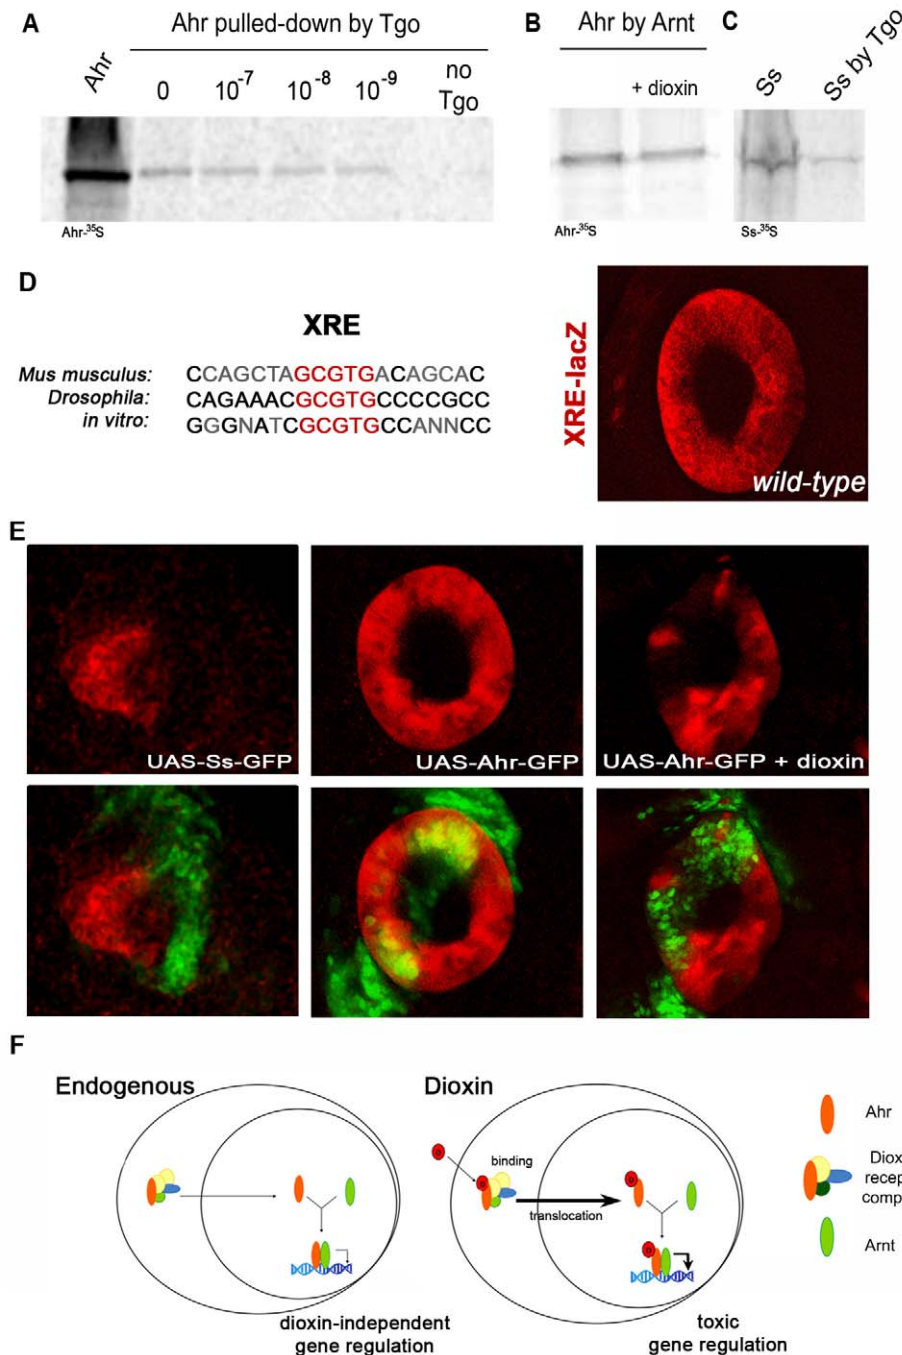 A
Ahr pulled-down by Tgo
Ahr
0
10-7
10-8
10-9
no
Tgo
Ahr-35S
B
Ahr by Arnt
+ dioxin
Ahr-35S
C
Ss
Ss by Tgo
Ss-35S
D
XRE
Mus musculus: CCAGCTAGCGTGACAGCAC
Drosophila: CAGAAACGCGTGCCCCGCC
in vitro: GGGNATCGCGTGCCANNCC
XRE-lacZ
wild-type
E
UAS-Ss-GFP
UAS-Ahr-GFP
UAS-Ahr-GFP + dioxin
F
Endogenous
dioxin-independent
gene regulation
Dioxin
D
D
binding
translocation
D
D
toxic
gene regulation
Ahr
Diox
recep
comp
Arnt